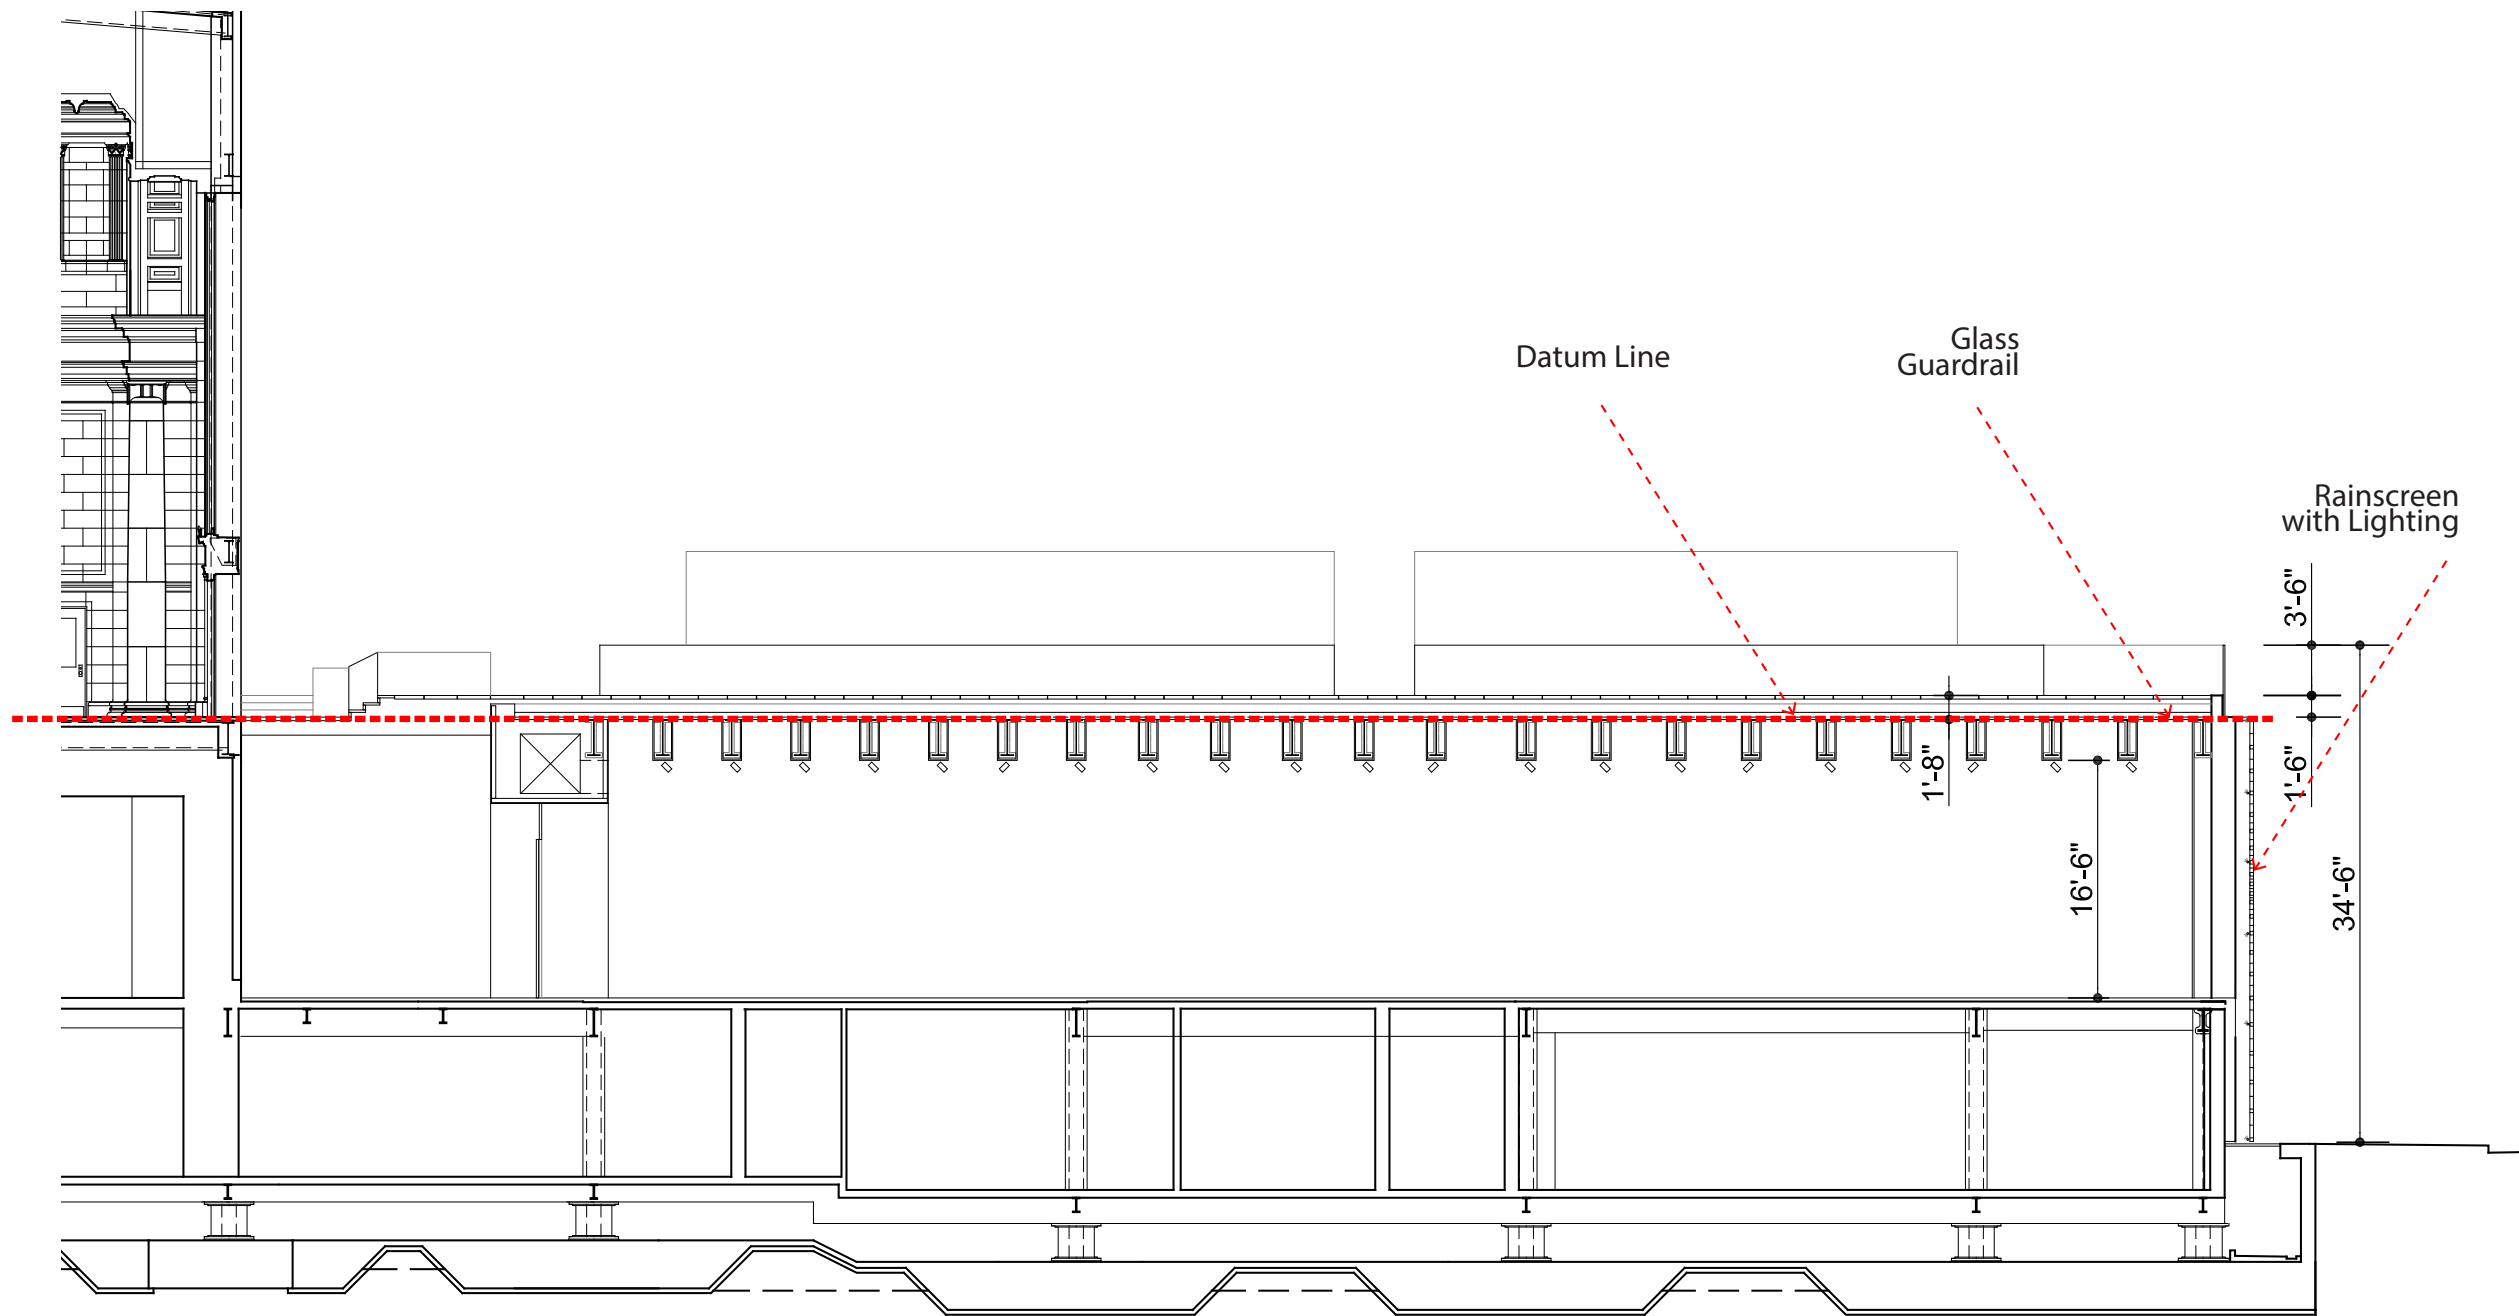 Glass
Guardrail
Datum Line
Rainscreen
with Lighting
3'-6"
1'-6"
1'-8"
16'-6"
34'-6"